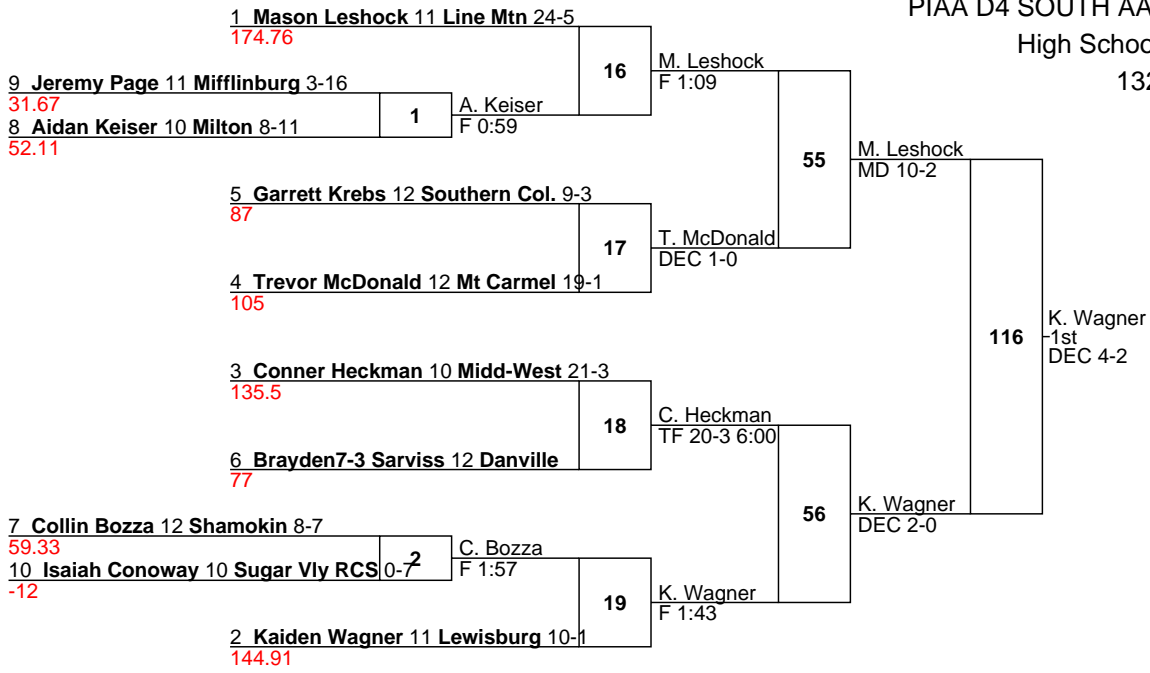 PIAA D4 SOUTH AA
High Schoo
132
1 Mason Leshock 11 Line Mtn 24-5
174.76
16
M. Leshock
F 1:09
9 Jeremy Page 11 Mifflinburg 3-16
31.67
1
A. Keiser
F 0:59
8 Aidan Keiser 10 Milton 8-11
52.11
55
M. Leshock
MD 10-2
5 Garrett Krebs 12 Southern Col. 9-3
87
17
T. McDonald
DEC 1-0
4 Trevor McDonald 12 Mt Carmel 19-1
105
116
K. Wagner
1st
DEC 4-2
3 Conner Heckman 10 Midd-West 21-3
135.5
18
C. Heckman
TF 20-3 6:00
6 Brayden7-3 Sarviss 12 Danville
77
56
K. Wagner
DEC 2-0
7 Collin Bozza 12 Shamokin 8-7
59.33
2
C. Bozza
F 1:57
10 Isaiah Conoway 10 Sugar Vly RCS 0-7
-12
19
K. Wagner
F 1:43
2 Kaiden Wagner 11 Lewisburg 10-1
144.91